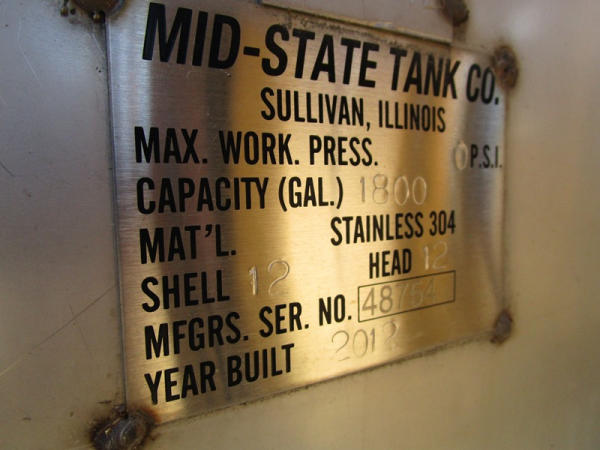 MID-STATE TANK CO.
SULLIVAN, ILLINOIS
MAX. WORK. PRESS. 0 P.S.I.
CAPACITY (GAL.) 1800
MAT'L. STAINLESS 304
SHELL 12 HEAD 12
MFGRS. SER. NO. 48754
YEAR BUILT 2012